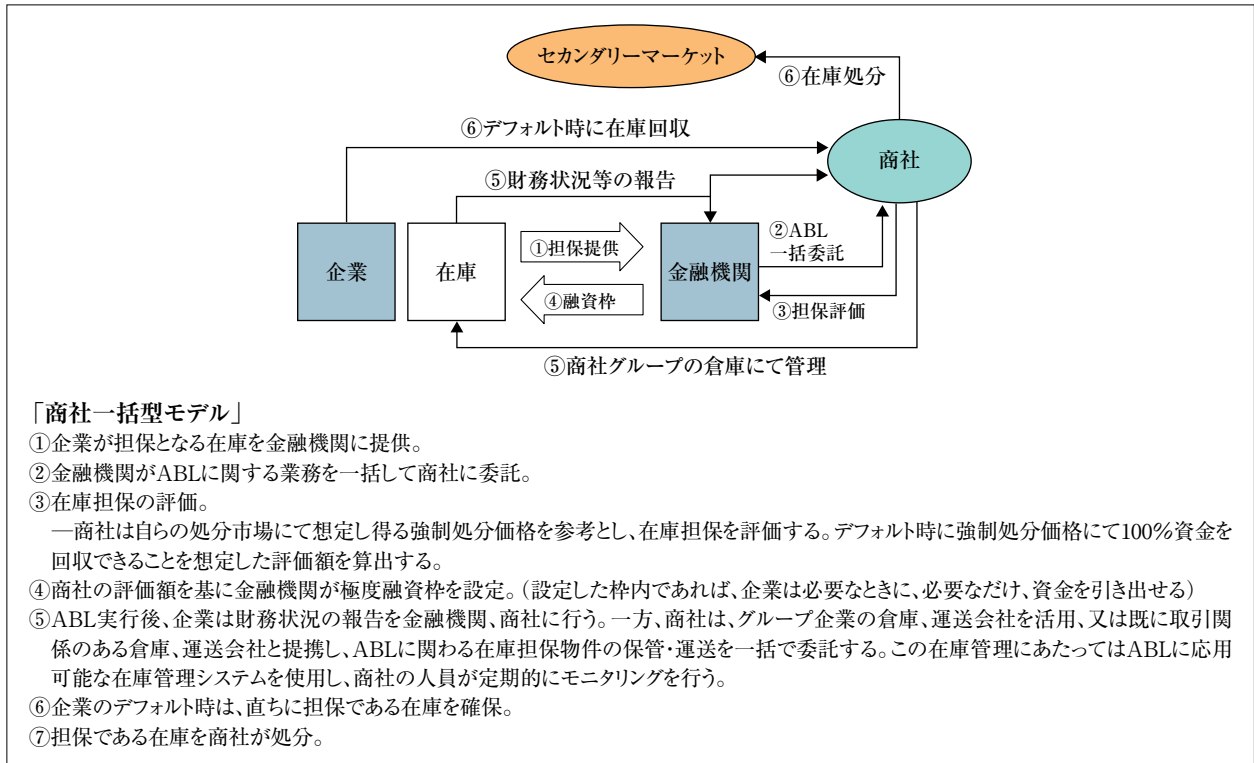 セカンダリーマーケット
⑥在庫処分
⑥デフォルト時に在庫回収
商社
⑤財務状況等の報告
企業
在庫
①担保提供
④融資枠
金融機関
②ABL
一括委託
③担保評価
⑤商社グループの倉庫にて管理
「商社一括型モデル」
①企業が担保となる在庫を金融機関に提供。
②金融機関がABLに関する業務を一括して商社に委託。
③在庫担保の評価。
―商社は自らの処分市場にて想定し得る強制処分価格を参考とし、在庫担保を評価する。デフォルト時に強制処分価格にて100%資金を
回収できることを想定した評価額を算出する。
④商社の評価額を基に金融機関が極度融資枠を設定。（設定した枠内であれば、企業は必要なときに、必要なだけ、資金を引き出せる）
⑤ABL実行後、企業は財務状況の報告を金融機関、商社に行う。一方、商社は、グループ企業の倉庫、運送会社を活用、又は既に取引関
係のある倉庫、運送会社と提携し、ABLに関わる在庫担保物件の保管・運送を一括で委託する。この在庫管理にあたってはABLに応用
可能な在庫管理システムを使用し、商社の人員が定期的にモニタリングを行う。
⑥企業のデフォルト時は、直ちに担保である在庫を確保。
⑦担保である在庫を商社が処分。